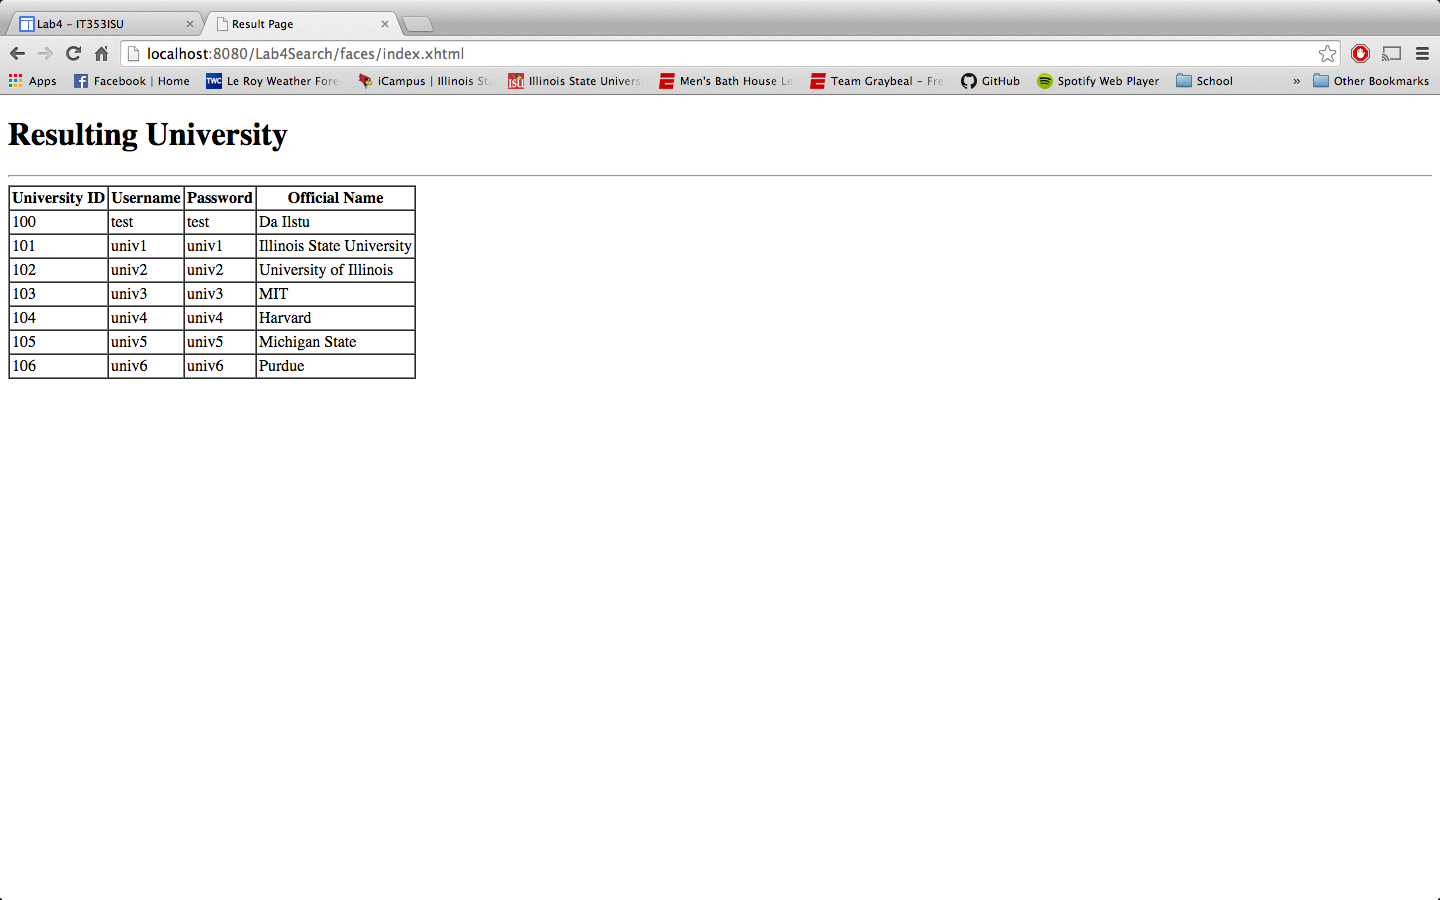 Lab4 – IT353ISU Result Page
localhost:8080/Lab4Search/faces/index.xhtml
Apps Facebook | Home TWC Le Roy Weather Fore iCampus | Illinois Sta Illinois State Univers Men's Bath House Le Team Graybeal – Fre GitHub Spotify Web Player School » Other Bookmarks
Resulting University
University ID Username Password Official Name
100 test test Da Ilstu
101 univ1 univ1 Illinois State University
102 univ2 univ2 University of Illinois
103 univ3 univ3 MIT
104 univ4 univ4 Harvard
105 univ5 univ5 Michigan State
106 univ6 univ6 Purdue